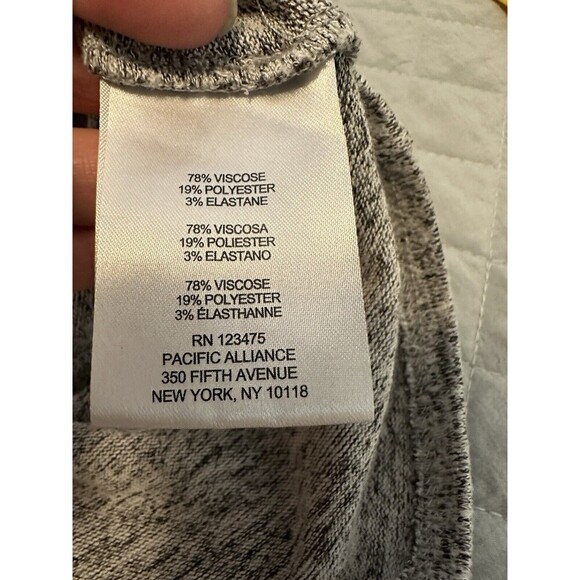 78% VISCOSE
19% POLYESTER
3% ELASTANE
78% VISCOSA
19% POLIESTER
3% ELASTANO
78% VISCOSE
19% POLYESTER
3% ÉLASTHANNE
RN 123475
PACIFIC ALLIANCE
350 FIFTH AVENUE
NEW YORK, NY 10118